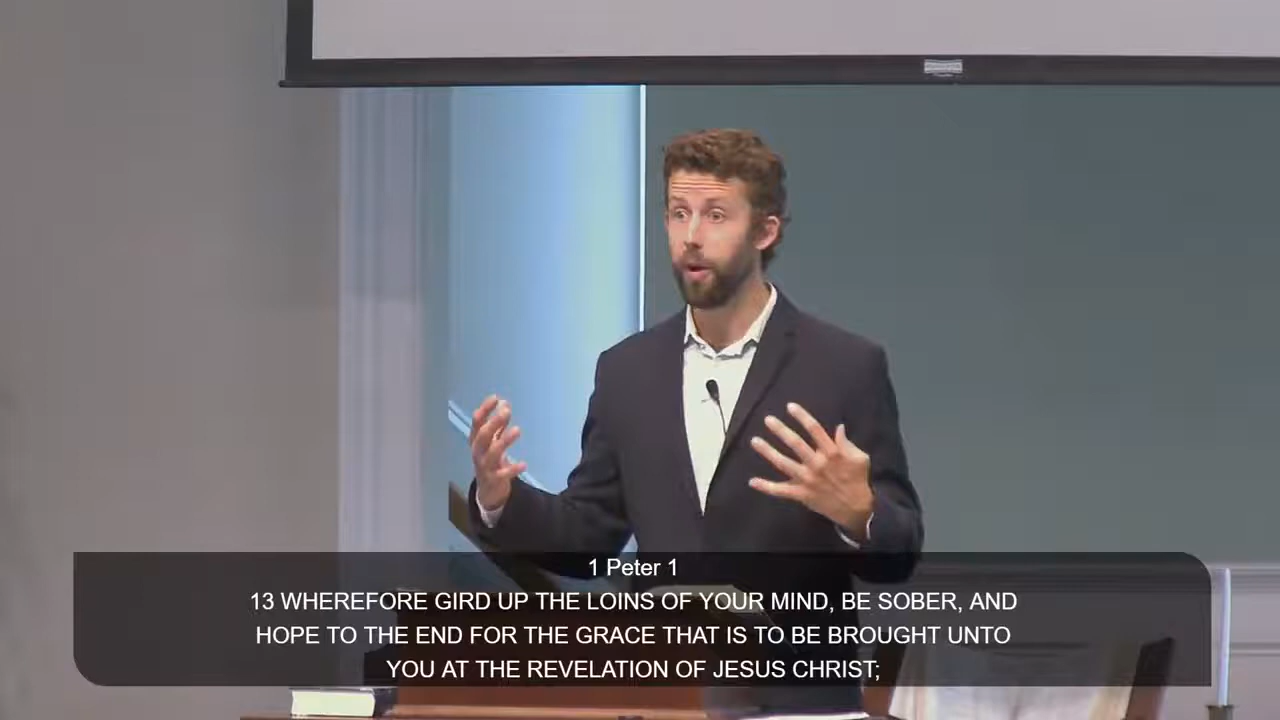 1 Peter 1
13 WHEREFORE GIRD UP THE LOINS OF YOUR MIND, BE SOBER, AND
HOPE TO THE END FOR THE GRACE THAT IS TO BE BROUGHT UNTO
YOU AT THE REVELATION OF JESUS CHRIST;